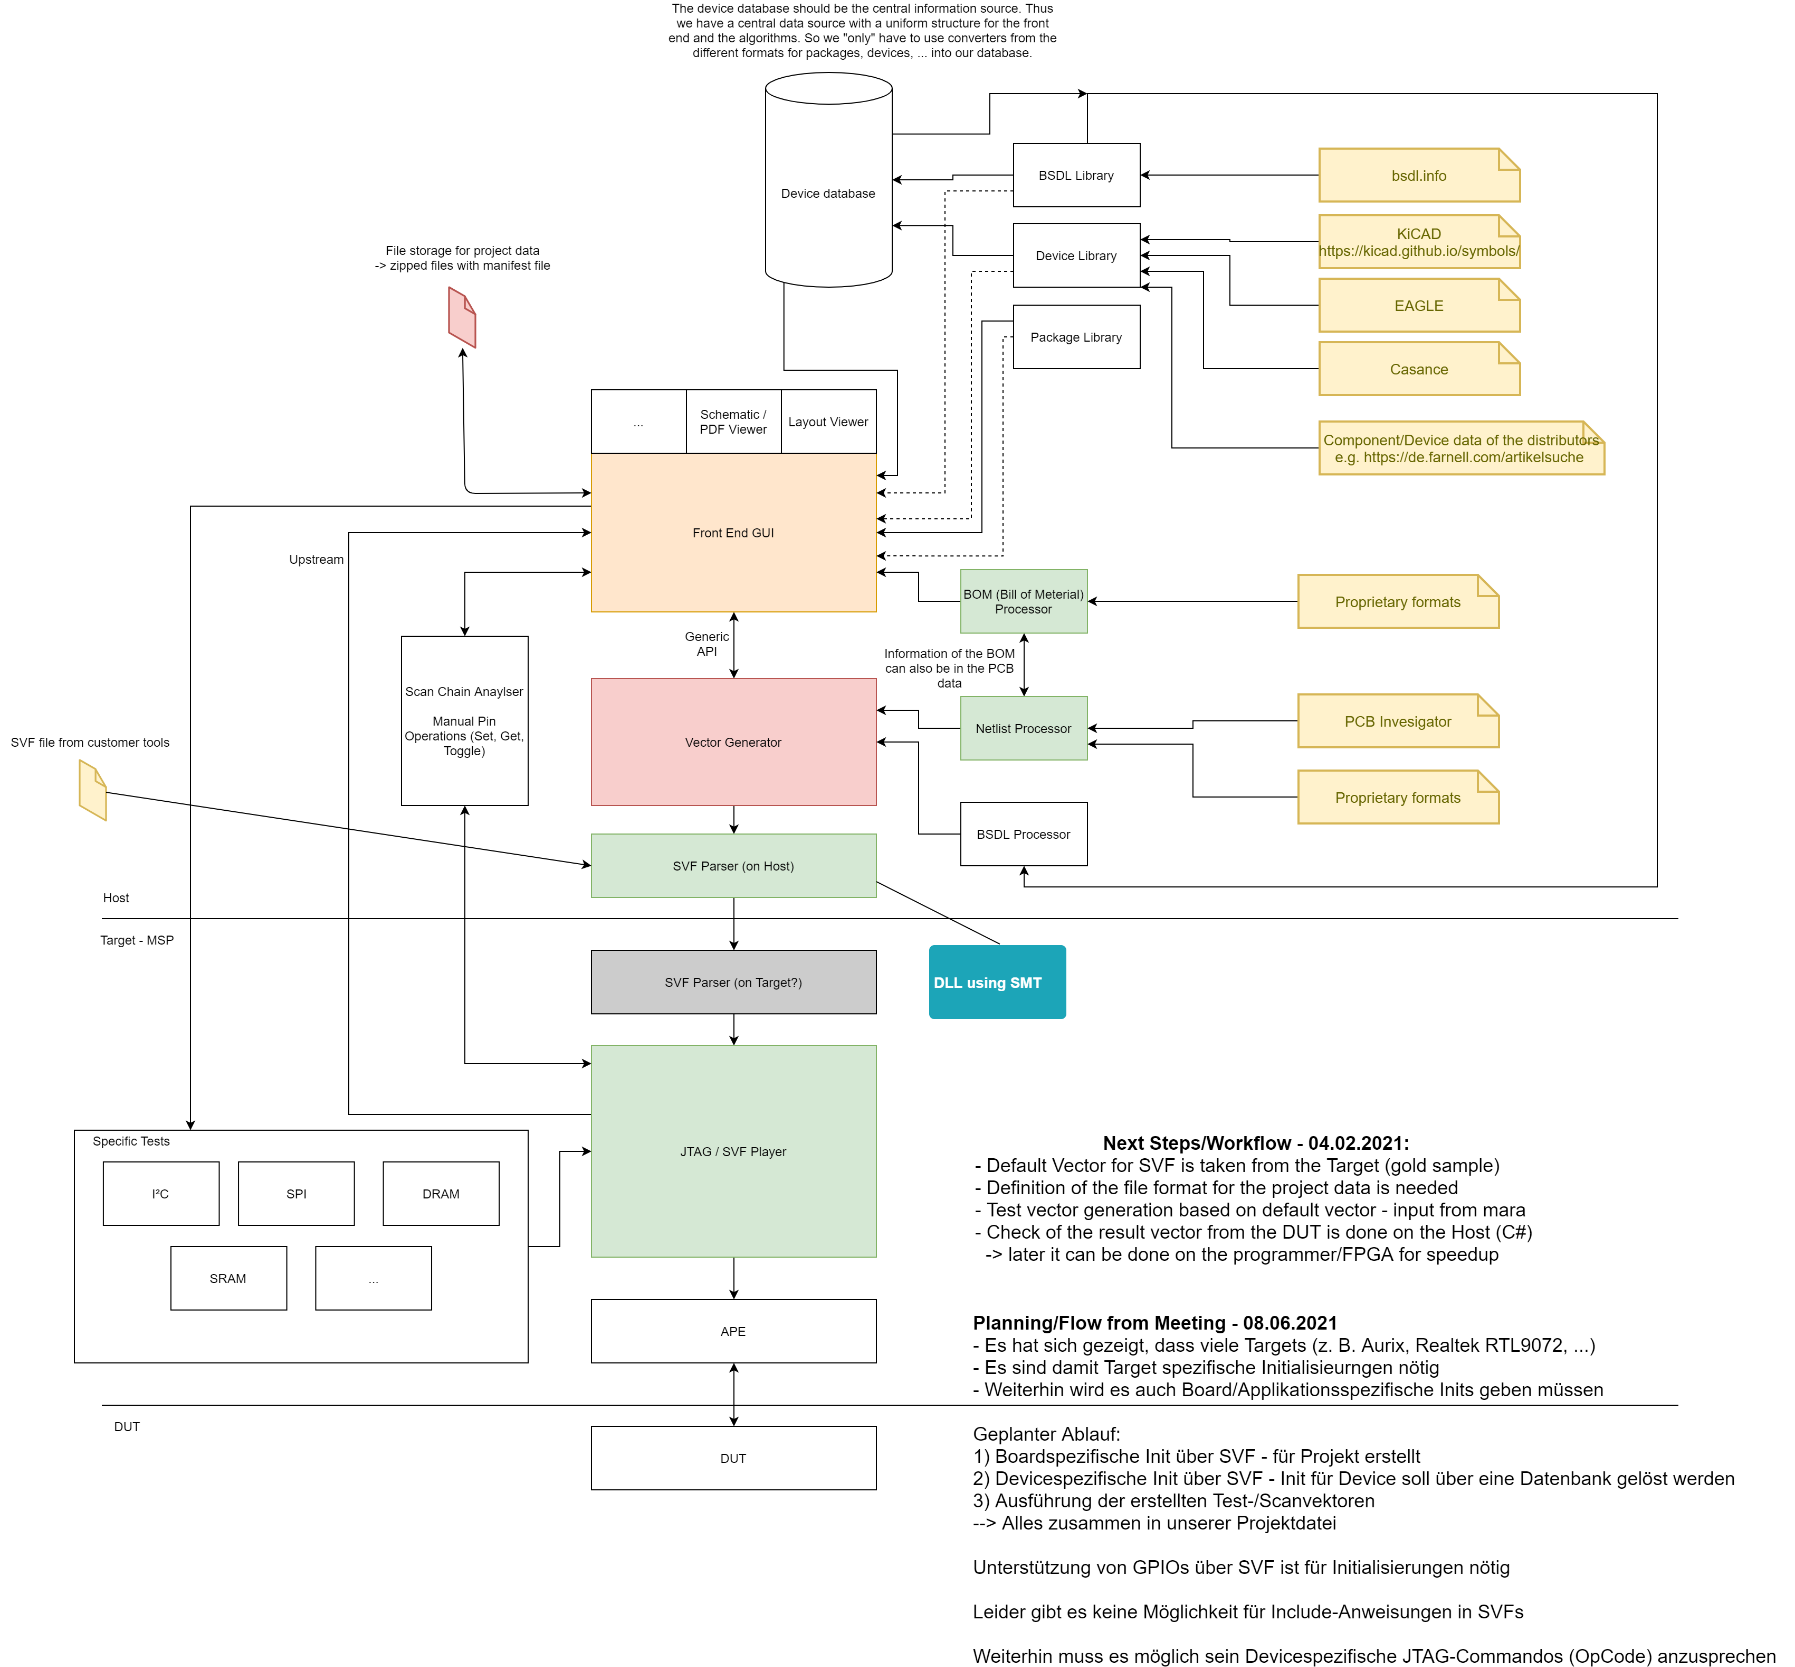 The device database should be the central information source. Thus
we have a central data source with a uniform structure for the front
end and the algorithms. So we "only" have to use converters from the
different formats for packages, devices, ... into our database.
Device database
BSDL Library
Device Library
Package Library
bsdl.info
KiCAD
https://kicad.github.io/symbols/
EAGLE
Casance
Component/Device data of the distributors
e.g. https://de.farnell.com/artikelsuche
File storage for project data
-> zipped files with manifest file
...
Schematic /
PDF Viewer
Layout Viewer
Front End GUI
Upstream
Generic
API
BOM (Bill of Meterial)
Processor
Proprietary formats
Information of the BOM
can also be in the PCB
data
Scan Chain Anaylser
Manual Pin
Operations (Set, Get,
Toggle)
Vector Generator
Netlist Processor
PCB Invesigator
Proprietary formats
SVF file from customer tools
BSDL Processor
SVF Parser (on Host)
Host
Target - MSP
SVF Parser (on Target?)
DLL using SMT
JTAG / SVF Player
Specific Tests
I²C
SPI
DRAM
SRAM
...
APE
DUT
DUT
Next Steps/Workflow - 04.02.2021:
- Default Vector for SVF is taken from the Target (gold sample)
- Definition of the file format for the project data is needed
- Test vector generation based on default vector - input from mara
- Check of the result vector from the DUT is done on the Host (C#)
-> later it can be done on the programmer/FPGA for speedup
Planning/Flow from Meeting - 08.06.2021
- Es hat sich gezeigt, dass viele Targets (z. B. Aurix, Realtek RTL9072, ...)
- Es sind damit Target spezifische Initialisieurngen nötig
- Weiterhin wird es auch Board/Applikationsspezifische Inits geben müssen
Geplanter Ablauf:
1) Boardspezifische Init über SVF - für Projekt erstellt
2) Devicespezifische Init über SVF - Init für Device soll über eine Datenbank gelöst werden
3) Ausführung der erstellten Test-/Scanvektoren
--> Alles zusammen in unserer Projektdatei
Unterstützung von GPIOs über SVF ist für Initialisierungen nötig
Leider gibt es keine Möglichkeit für Include-Anweisungen in SVFs
Weiterhin muss es möglich sein Devicespezifische JTAG-Commandos (OpCode) anzusprechen